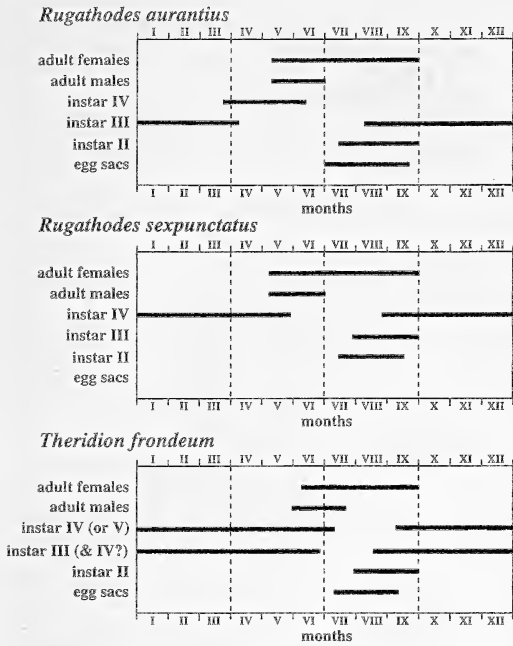 Rugathodes aurantius
I II III IV V VI VII VIII IX X XI XII
adult females
adult males
instar IV
instar III
instar II
egg sacs
I II III IV V VI VII VIII IX X XI XII
months
Rugathodes sexpunctatus
I II III IV V VI VII VIII IX X XI XII
adult females
adult males
instar IV
instar III
instar II
egg sacs
I II III IV V VI VII VIII IX X XI XII
months
Theridion frondeum
I II III IV V VI VII VIII IX X XI XII
adult females
adult males
instar IV (or V)
instar III (& IV?)
instar II
egg sacs
I II III IV V VI VII VIII IX X XI XII
months